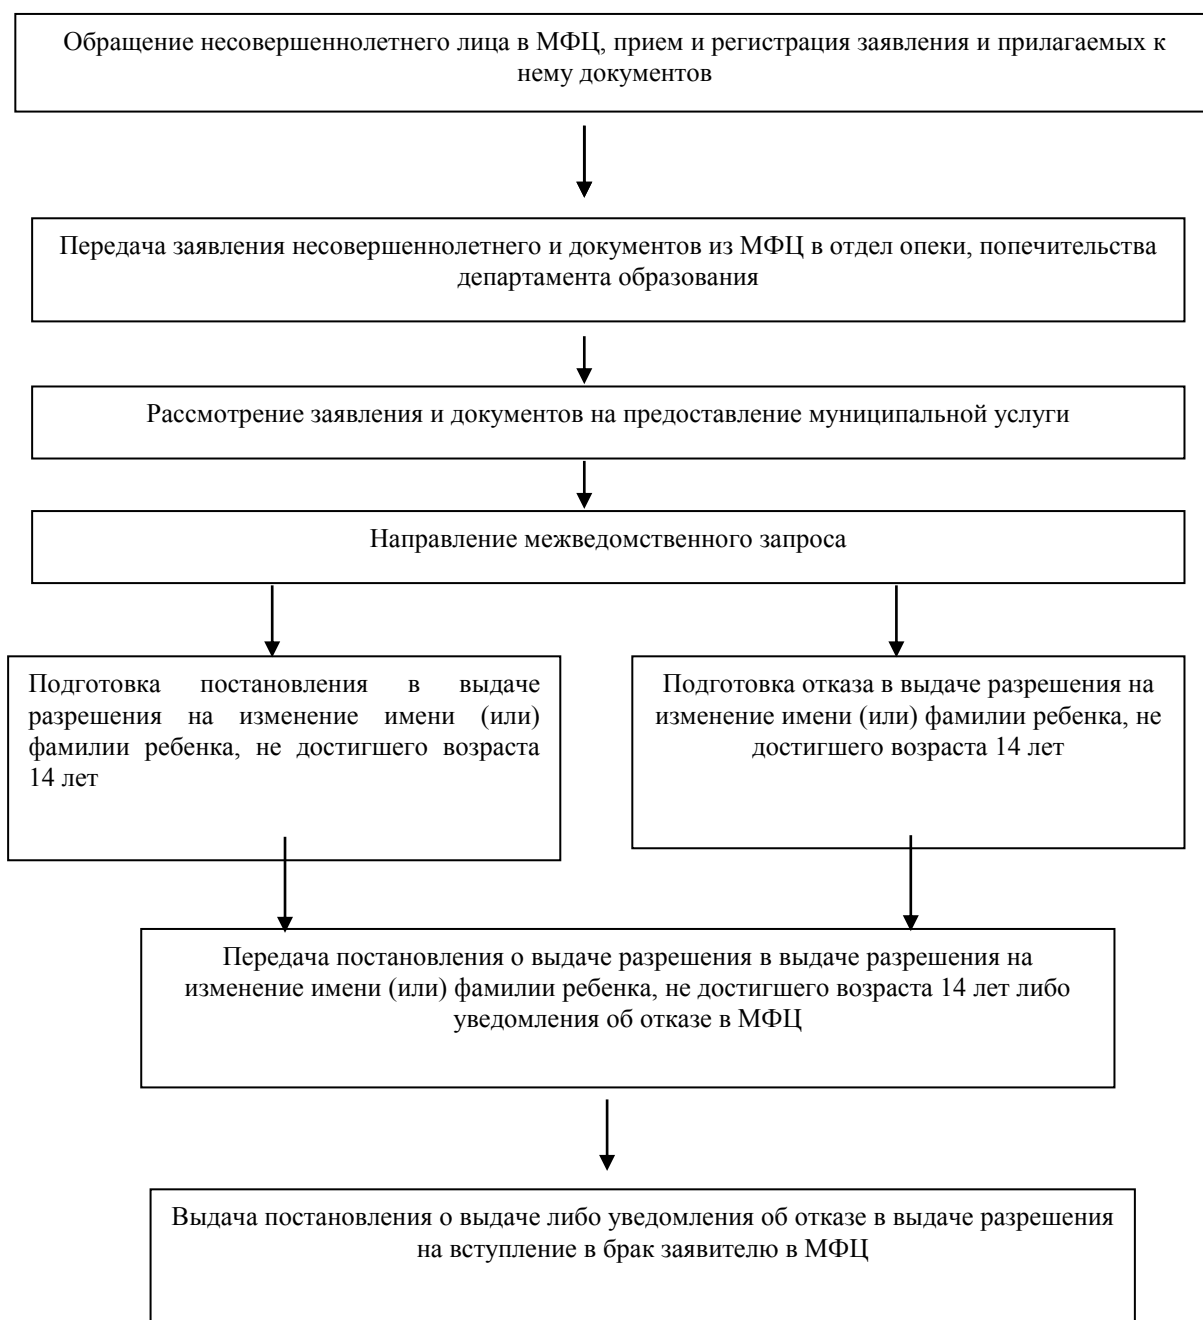 Обращение несовершеннолетнего лица в МФЦ, прием и регистрация заявления и прилагаемых к
нему документов
Передача заявления несовершеннолетнего и документов из МФЦ в отдел опеки, попечительства
департамента образования
Рассмотрение заявления и документов на предоставление муниципальной услуги
Направление межведомственного запроса
Подготовка постановления в выдаче
разрешения на изменение имени (или)
фамилии ребенка, не достигшего возраста
14 лет
Подготовка отказа в выдаче разрешения на
изменение имени (или) фамилии ребенка, не
достигшего возраста 14 лет
Передача постановления о выдаче разрешения в выдаче разрешения на
изменение имени (или) фамилии ребенка, не достигшего возраста 14 лет либо
уведомления об отказе в МФЦ
Выдача постановления о выдаче либо уведомления об отказе в выдаче разрешения
на вступление в брак заявителю в МФЦ